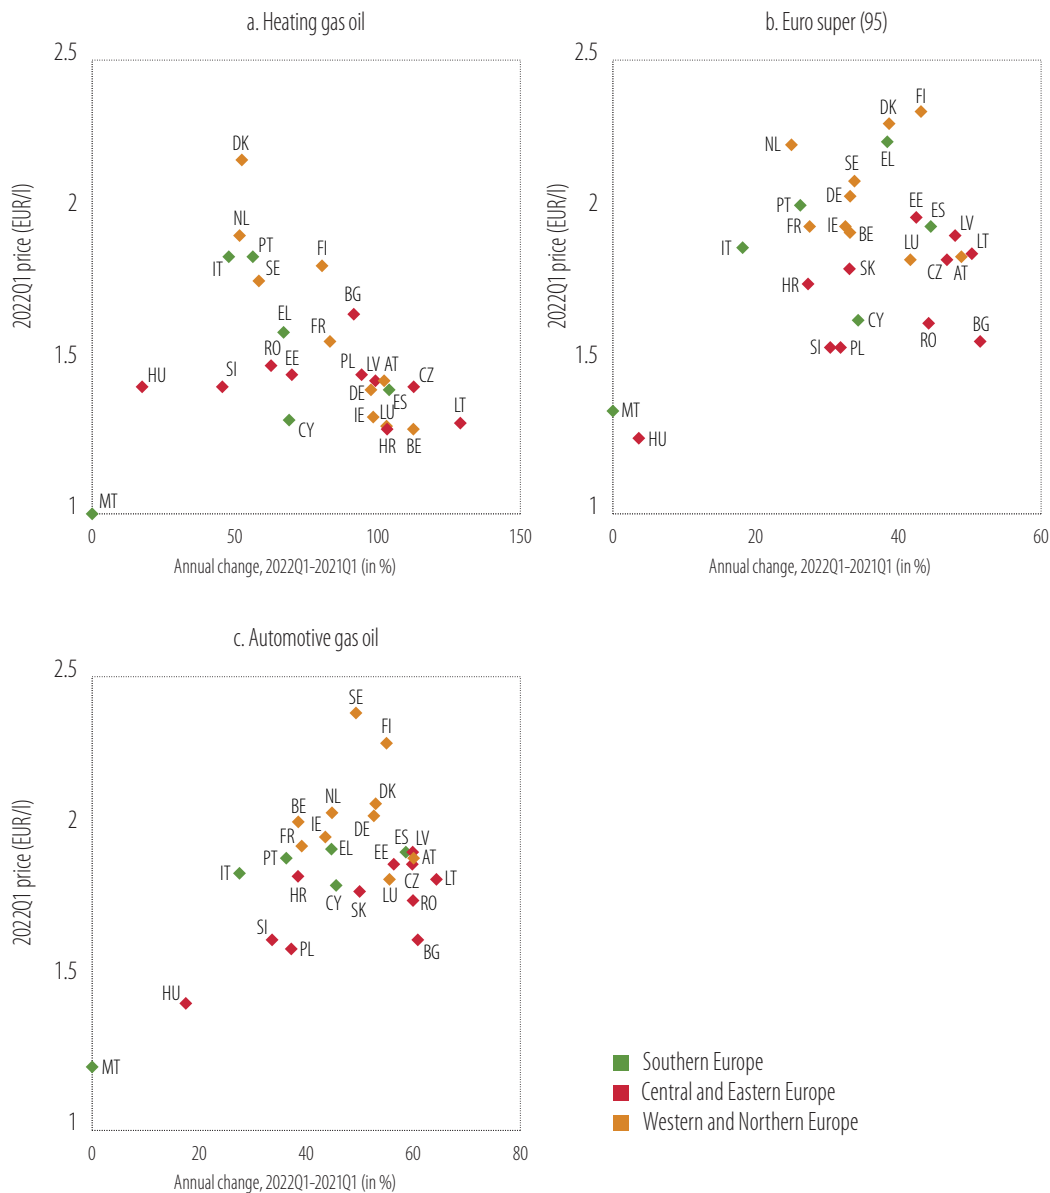 a. Heating gas oil
2.5
2
1.5
1
2022Q1 price (EUR/l)
DK
NL
PT
IT
SE
FI
BG
EL
FR
RO
EE
SI
HU
PL
LV
AT
CZ
DE
ES
IE
LU
LT
CY
HR
BE
MT
0
50
100
150
Annual change, 2022Q1-2021Q1 (in %)
b. Euro super (95)
2.5
2
1.5
1
2022Q1 price (EUR/l)
FI
DK
NL
EL
SE
DE
PT
EE
ES
FR
IE
BE
LV
LU
LT
IT
CZ
AT
SK
HR
CY
RO
BG
SI
PL
MT
HU
0
20
40
60
Annual change, 2022Q1-2021Q1 (in %)
c. Automotive gas oil
2.5
2
1.5
1
2022Q1 price (EUR/l)
SE
FI
DK
NL
BE
IE
DE
FR
EL
ES
LV
PT
EE
AT
IT
CZ
LT
HR
CY
SK
LU
RO
SI
PL
BG
HU
MT
0
20
40
60
80
Annual change, 2022Q1-2021Q1 (in %)
Southern Europe
Central and Eastern Europe
Western and Northern Europe